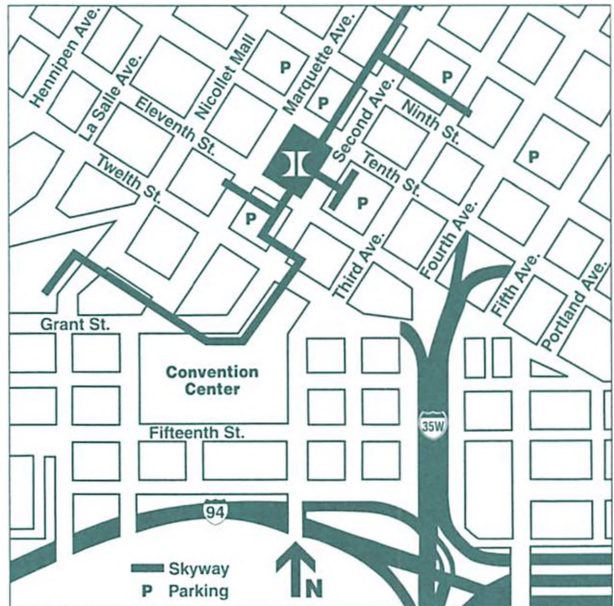 Hennipen Ave.
La Salle Ave.
Nicollet Mall
Marquette Ave.
Second Ave.
Eleventh St.
Twelth St.
Ninth St.
Tenth St.
Third Ave.
Fourth Ave.
Fifth Ave.
Portland Ave.
P
P
P
P
P
P
Grant St.
Convention
Center
Fifteenth St.
35W
94
Skyway
P Parking
N